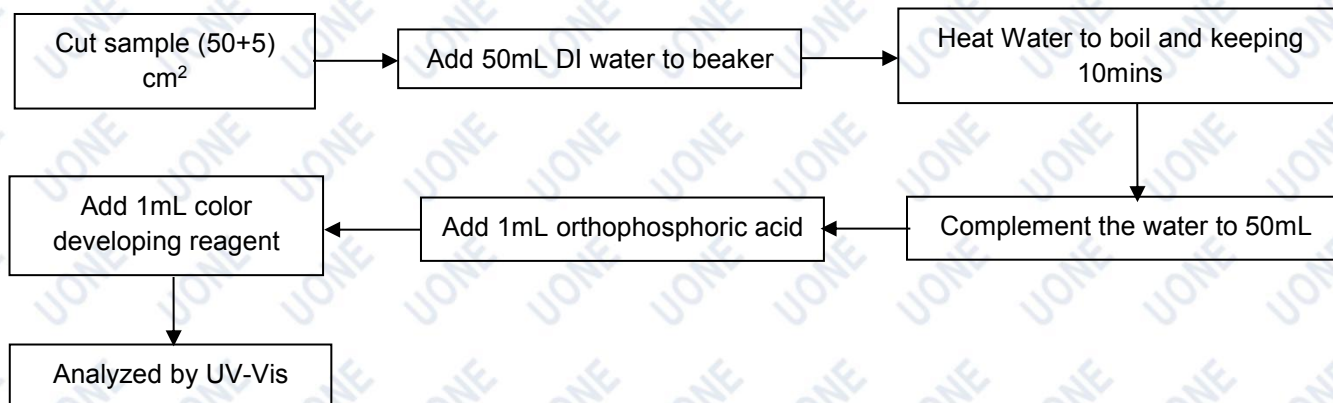 Cut sample (50+5)
cm²
Add 50mL DI water to beaker
Heat Water to boil and keeping
10mins
Complement the water to 50mL
Add 1mL orthophosphoric acid
Add 1mL color
developing reagent
Analyzed by UV-Vis
UONE